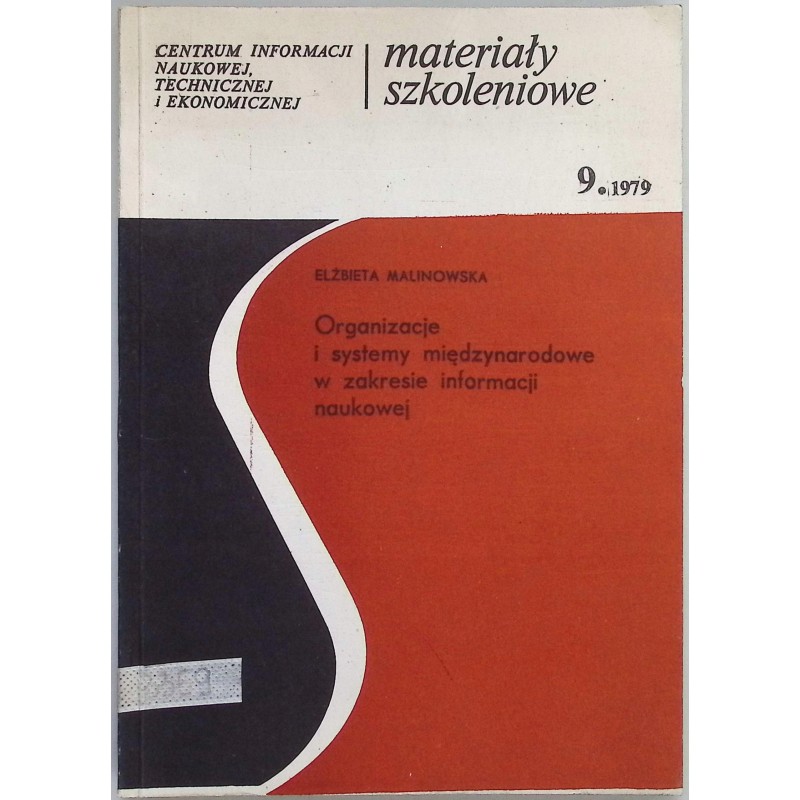 CENTRUM INFORMACJI
NAUKOWEJ,
TECHNICZNEJ
i EKONOMICZNEJ
materiały
szkoleniowe
9.1979
ELŻBIETA MALINOWSKA
Organizacje
i systemy międzynarodowe
w zakresie informacji
naukowej